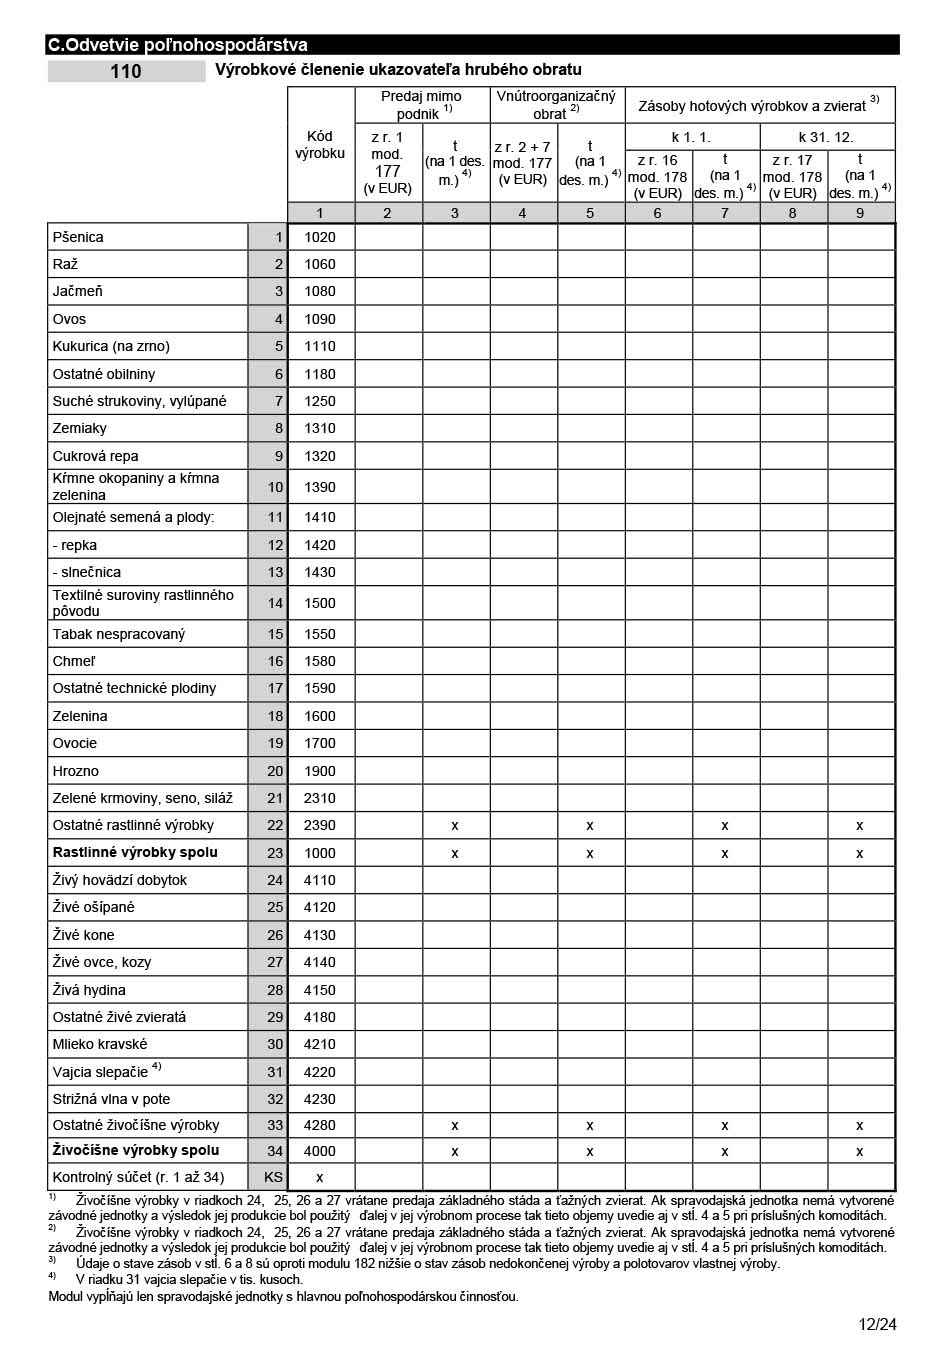 C.Odvetvie poľnohospodárstva
110 Výrobkové členenie ukazovateľa hrubého obratu
Kód výrobku
Predaj mimo podnik 1)
Vnútroorganizačný obrat 2)
Zásoby hotových výrobkov a zvierat 3)
k 1. 1.
k 31. 12.
z r. 1 mod. 177 (v EUR)
t (na 1 des. m.) 4)
z r. 2 + 7 mod. 177 (v EUR)
t (na 1 des. m.) 4)
z r. 16 mod. 178 (v EUR)
t (na 1 des. m.) 4)
z r. 17 mod. 178 (v EUR)
t (na 1 des. m.) 4)
1 2 3 4 5 6 7 8 9
Pšenica 1 1020
Raž 2 1060
Jačmeň 3 1080
Ovos 4 1090
Kukurica (na zrno) 5 1110
Ostatné obilniny 6 1180
Suché strukoviny, vylúpané 7 1250
Zemiaky 8 1310
Cukrová repa 9 1320
Kŕmne okopaniny a kŕmna
zelenina 10 1390
Olejnaté semená a plody: 11 1410
- repka 12 1420
- slnečnica 13 1430
Textilné suroviny rastlinného
pôvodu 14 1500
Tabak nespracovaný 15 1550
Chmeľ 16 1580
Ostatné technické plodiny 17 1590
Zelenina 18 1600
Ovocie 19 1700
Hrozno 20 1900
Zelené krmoviny, seno, siláž 21 2310
Ostatné rastlinné výrobky 22 2390 x x x x
Rastlinné výrobky spolu 23 1000 x x x x
Živý hovädzí dobytok 24 4110
Živé ošípané 25 4120
Živé kone 26 4130
Živé ovce, kozy 27 4140
Živá hydina 28 4150
Ostatné živé zvieratá 29 4180
Mlieko kravské 30 4210
Vajcia slepačie 4) 31 4220
Strižná vlna v pote 32 4230
Ostatné živočíšne výrobky 33 4280 x x x x
Živočíšne výrobky spolu 34 4000 x x x x
Kontrolný súčet (r. 1 až 34) KS x
1) Živočíšne výrobky v riadkoch 24, 25, 26 a 27 vrátane predaja základného stáda a ťažných zvierat. Ak spravodajská jednotka nemá vytvorené
závodné jednotky a výsledok jej produkcie bol použitý ďalej v jej výrobnom procese tak tieto objemy uvedie aj v stĺ. 4 a 5 pri príslušných komoditách.
2) Živočíšne výrobky v riadkoch 24, 25, 26 a 27 vrátane predaja základného stáda a ťažných zvierat. Ak spravodajská jednotka nemá vytvorené
závodné jednotky a výsledok jej produkcie bol použitý ďalej v jej výrobnom procese tak tieto objemy uvedie aj v stĺ. 4 a 5 pri príslušných komoditách.
3) Údaje o stave zásob v stĺ. 6 a 8 sú oproti modulu 182 nižšie o stav zásob nedokončenej výroby a polotovarov vlastnej výroby.
4) V riadku 31 vajcia slepačie v tis. kusoch.
Modul vypĺňajú len spravodajské jednotky s hlavnou poľnohospodárskou činnosťou.
12/24